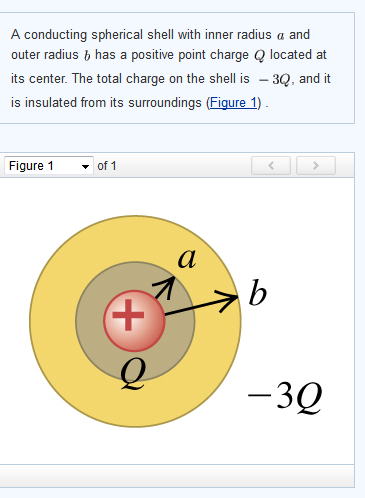 A conducting spherical shell with inner radius a and
outer radius b has a positive point charge Q located at
its center. The total charge on the shell is − 3Q, and it
is insulated from its surroundings (Figure 1) .
Figure 1 of 1
a
b
+
Q
−3Q